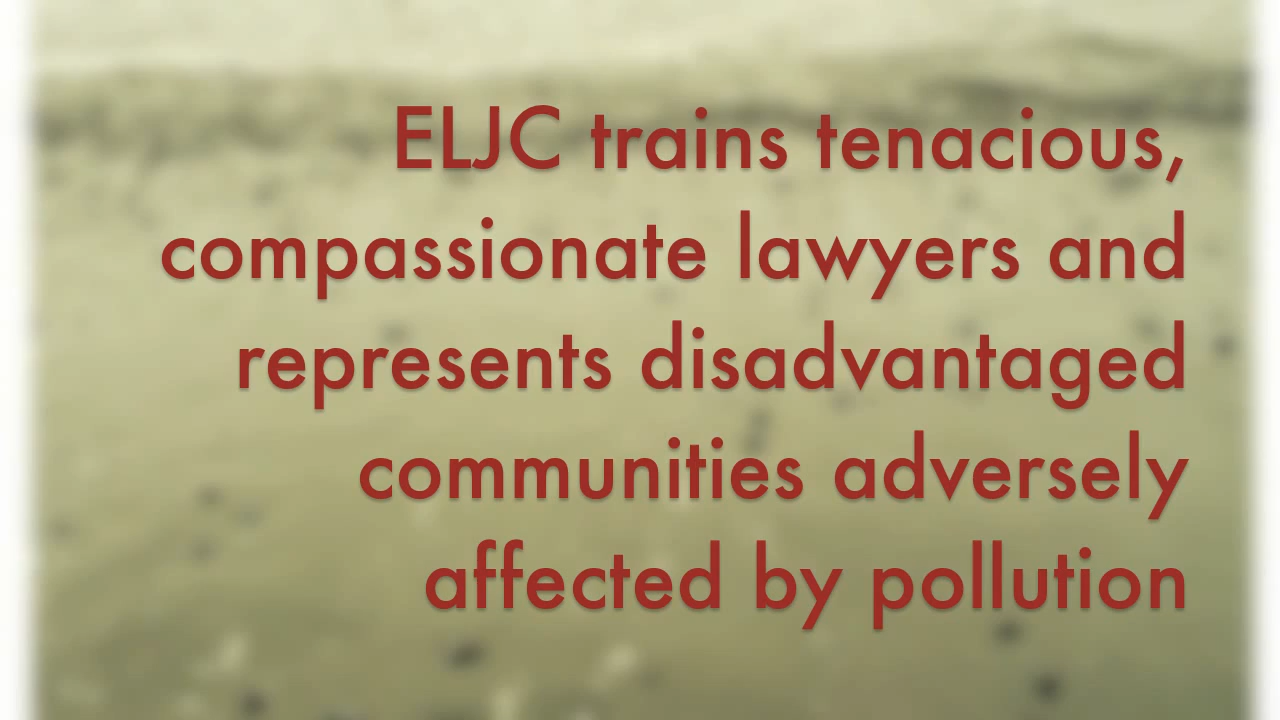 ELJC trains tenacious,
compassionate lawyers and
represents disadvantaged
communities adversely
affected by pollution